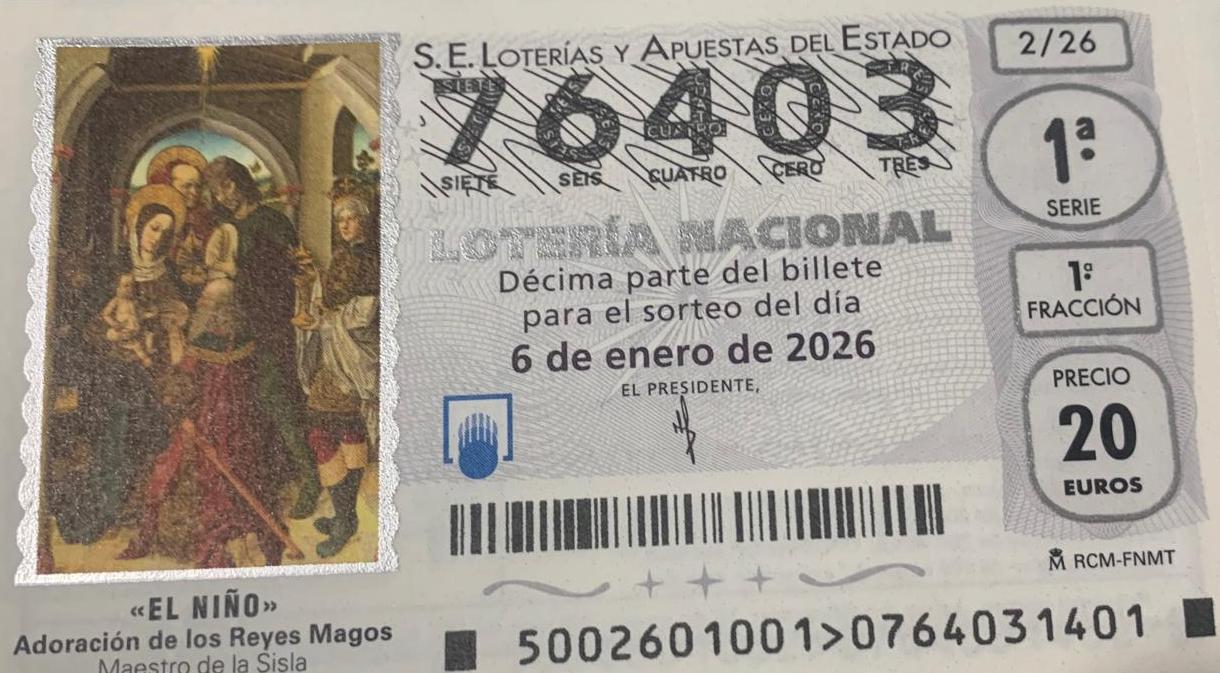 S.E. LOTERÍAS Y APUESTAS DEL ESTADO
76403
SIETE SEIS CUATRO CERO TRES
LOTERÍA NACIONAL
Décima parte del billete
para el sorteo del día
6 de enero de 2026
EL PRESIDENTE,
2/26
1.ª
SERIE
1.ª
FRACCIÓN
PRECIO
20
EUROS
RCM-FNMT
5002601001>0764031401
«EL NIÑO»
Adoración de los Reyes Magos
Maestro de la Sisla